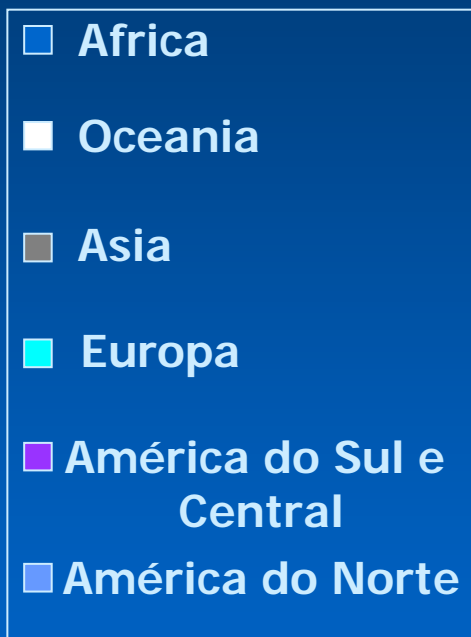 Africa
Oceania
Asia
Europa
América do Sul e
Central
América do Norte